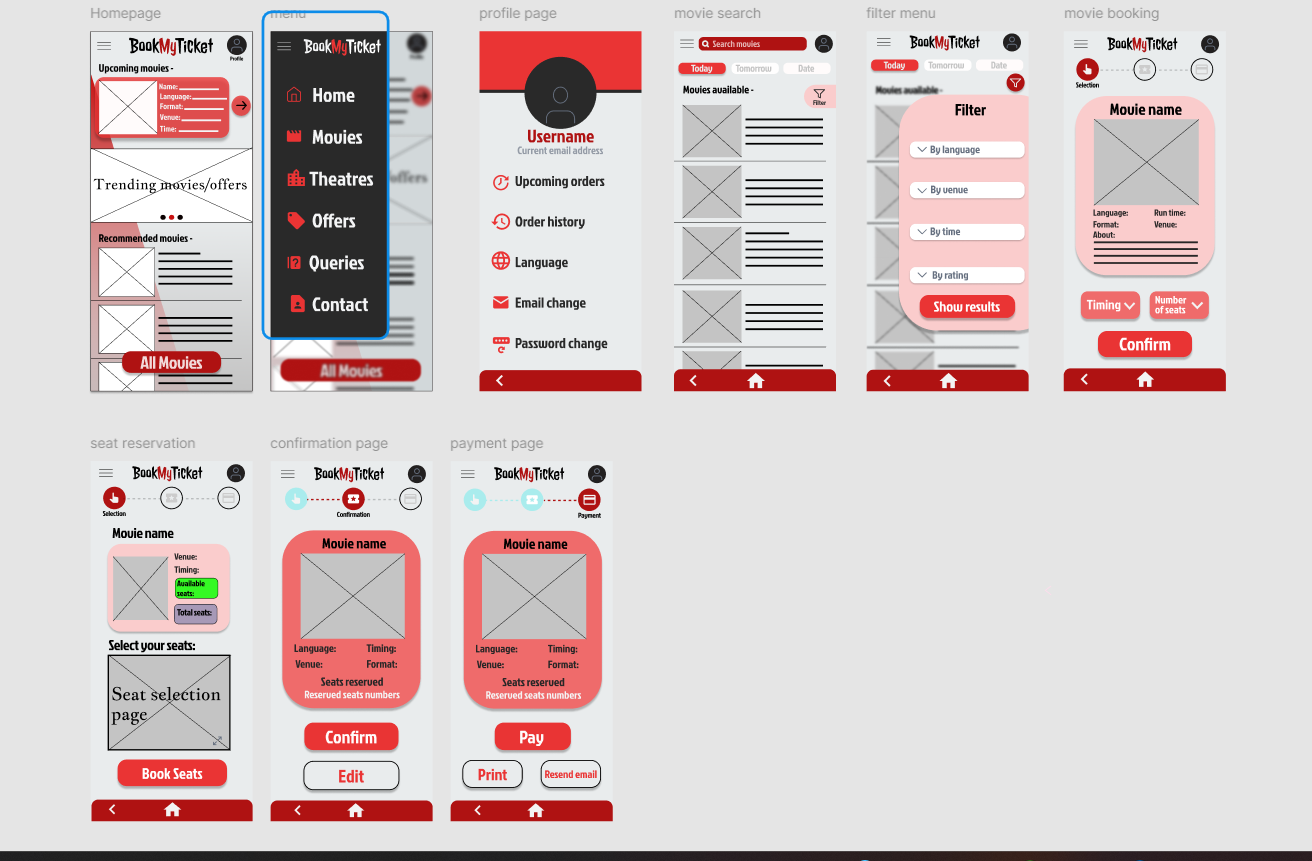 Homepage
BookMyTicket
Profile
Upcoming movies -
Name:
Language:
Format:
Venue:
Time:
Trending movies/offers
Recommended movies -
All Movies
menu
BookMyTicket
Home
Movies
Theatres
Offers
Queries
Contact
offers
All Movies
profile page
Username
Current email address
Upcoming orders
Order history
Language
Email change
Password change
movie search
Search movies
Today Tomorrow Date
Movies auailable -
Filter
filter menu
BookMyTicket
Today Tomorrow Date
Movies auailable -
Filter
By language
By venue
By time
By rating
Show results
movie booking
BookMyTicket
Selection
Movie name
Language: Run time:
Format: Venue:
About:
Timing
Number
of seats
Confirm
seat reservation
BookMyTicket
Selection
Movie name
Venue:
Timing:
Available
seats:
Total seats:
Select your seats:
Seat selection
page
Book Seats
confirmation page
BookMyTicket
Confirmation
Movie name
Language: Timing:
Venue: Format:
Seats reserved
Reserved seats numbers
Confirm
Edit
payment page
BookMyTicket
Payment
Movie name
Language: Timing:
Venue: Format:
Seats reserved
Reserved seats numbers
Pay
Print Resend email